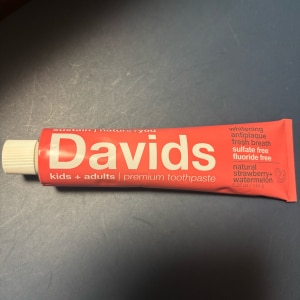 sustain | nature+you
Davids
kids + adults | premium toothpaste
whitening
antiplaque
fresh breath
sulfate free
fluoride free
natural
strawberry+
watermelon